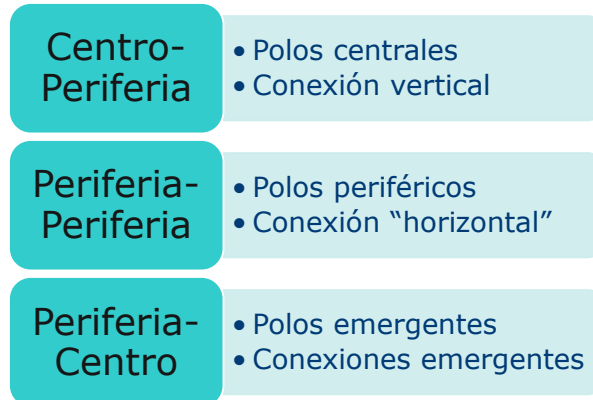 Centro-
Periferia
• Polos centrales
• Conexión vertical
Periferia-
Periferia
• Polos periféricos
• Conexión “horizontal”
Periferia-
Centro
• Polos emergentes
• Conexiones emergentes